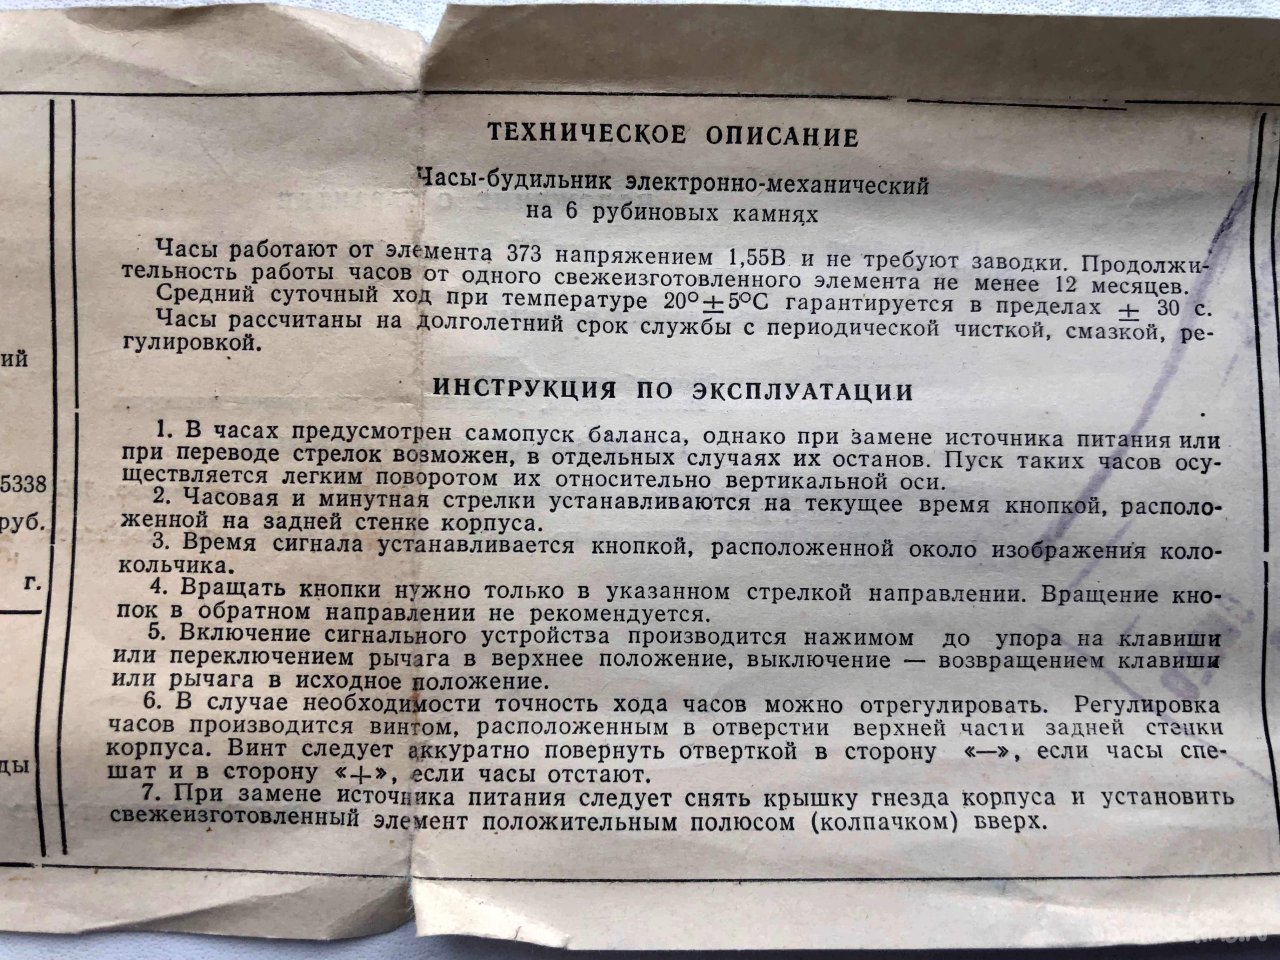 ТЕХНИЧЕСКОЕ ОПИСАНИЕ
Часы-будильник электронно-механический
на 6 рубиновых камнях
Часы работают от элемента 373 напряжением 1,55В и не требуют заводки. Продолжи-
тельность работы часов от одного свежеизготовленного элемента не менее 12 месяцев.
Средний суточный ход при температуре 20°±5°С гарантируется в пределах ± 30 с.
Часы рассчитаны на долголетний срок службы с периодической чисткой, смазкой, ре-
гулировкой.
ИНСТРУКЦИЯ ПО ЭКСПЛУАТАЦИИ
1. В часах предусмотрен самопуск баланса, однако при замене источника питания или
при переводе стрелок возможен, в отдельных случаях их останов. Пуск таких часов осу-
ществляется легким поворотом их относительно вертикальной оси.
2. Часовая и минутная стрелки устанавливаются на текущее время кнопкой, располо-
женной на задней стенке корпуса.
3. Время сигнала устанавливается кнопкой, расположенной около изображения коло-
кольчика.
4. Вращать кнопки нужно только в указанном стрелкой направлении. Вращение кно-
пок в обратном направлении не рекомендуется.
5. Включение сигнального устройства производится нажимом до упора на клавиши
или переключением рычага в верхнее положение, выключение — возвращением клавиши
или рычага в исходное положение.
6. В случае необходимости точность хода часов можно отрегулировать. Регулировка
часов производится винтом, расположенным в отверстии верхней части задней стенки
корпуса. Винт следует аккуратно повернуть отверткой в сторону «—», если часы спе-
шат и в сторону «+», если часы отстают.
7. При замене источника питания следует снять крышку гнезда корпуса и установить
свежеизготовленный элемент положительным полюсом (колпачком) вверх.
ий
5338
руб.
г.
ды